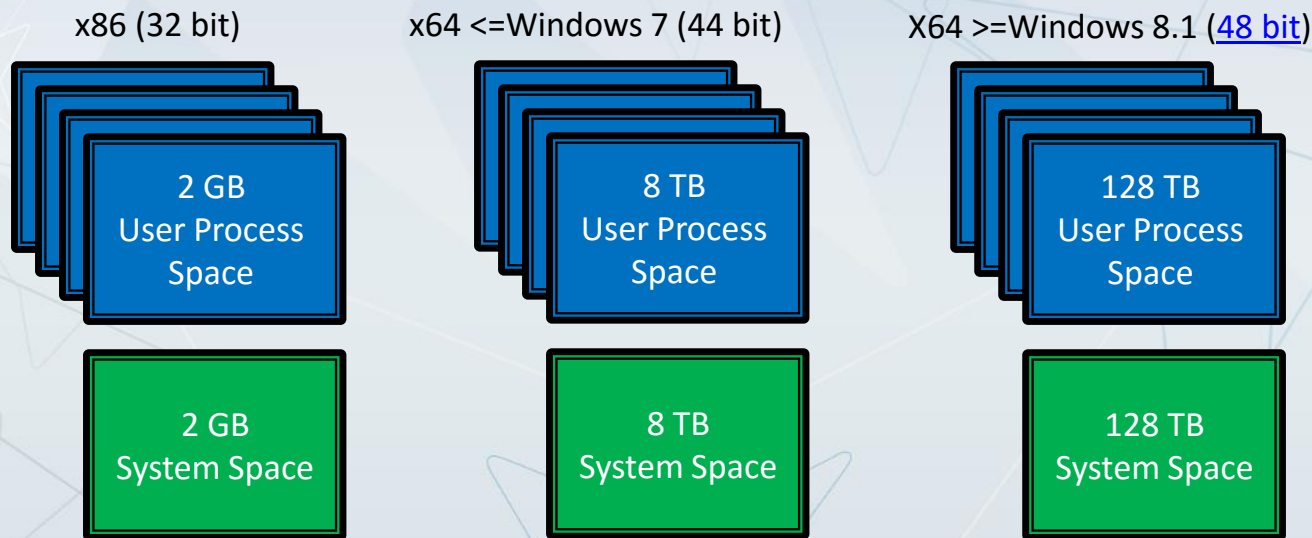 x86 (32 bit)
x64 <=Windows 7 (44 bit)
X64 >=Windows 8.1 (48 bit)
2 GB
User Process
Space
8 TB
User Process
Space
128 TB
User Process
Space
2 GB
System Space
8 TB
System Space
128 TB
System Space